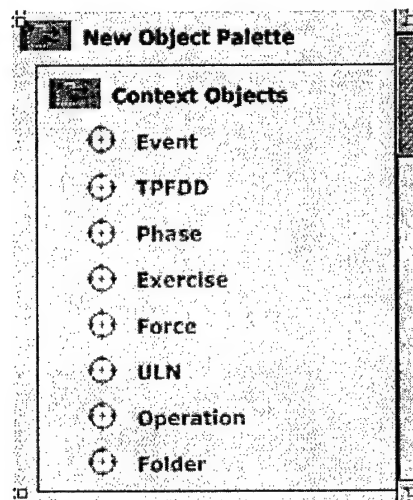 New Object Palette
Context Objects
Event
TPFDD
Phase
Exercise
Force
ULN
Operation
Folder